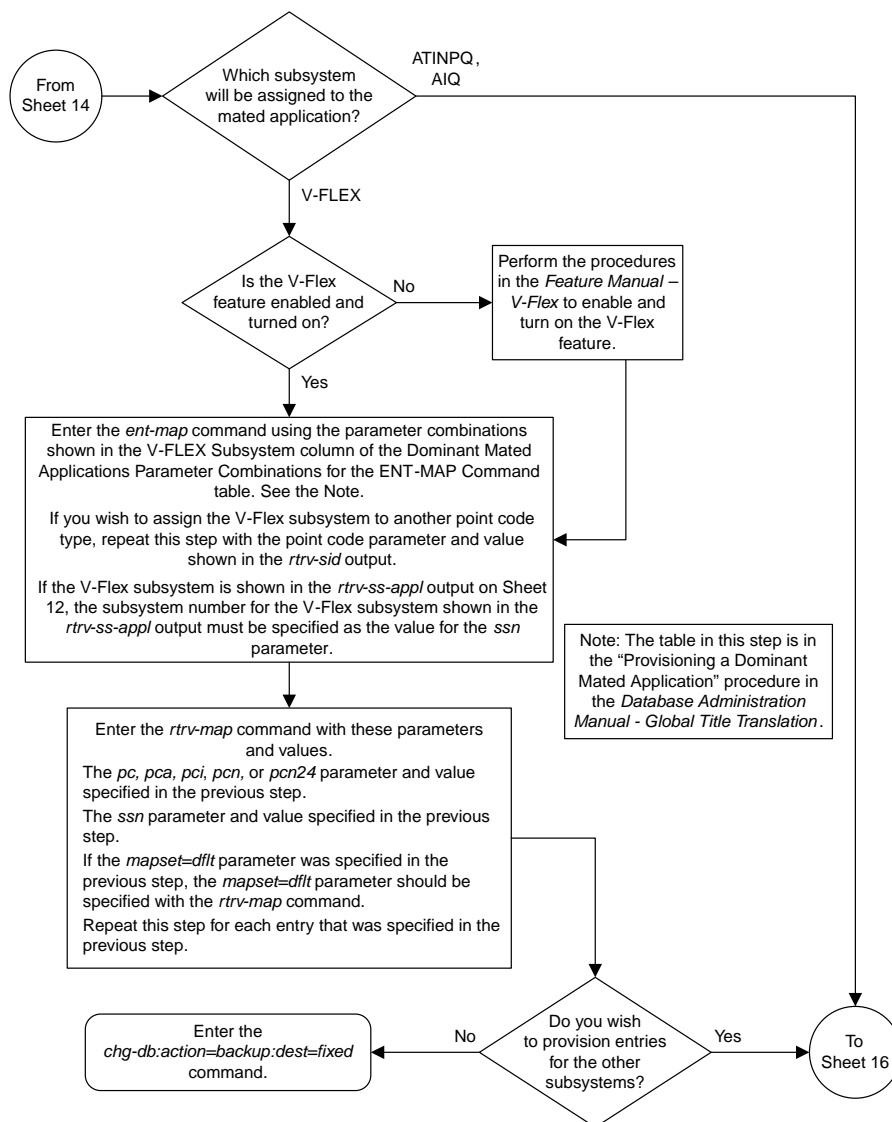 From
Sheet 14
Which subsystem
will be assigned to the
mated application?
ATINPQ,
AIQ
V-FLEX
Is the V-Flex
feature enabled and
turned on?
No
Perform the procedures
in the Feature Manual –
V-Flex to enable and
turn on the V-Flex
feature.
Yes
Enter the ent-map command using the parameter combinations
shown in the V-FLEX Subsystem column of the Dominant Mated
Applications Parameter Combinations for the ENT-MAP Command
table. See the Note.
If you wish to assign the V-Flex subsystem to another point code
type, repeat this step with the point code parameter and value
shown in the rtrv-sid output.
If the V-Flex subsystem is shown in the rtrv-ss-appl output on Sheet
12, the subsystem number for the V-Flex subsystem shown in the
rtrv-ss-appl output must be specified as the value for the ssn
parameter.
Note: The table in this step is in
the “Provisioning a Dominant
Mated Application” procedure in
the Database Administration
Manual - Global Title Translation.
Enter the rtrv-map command with these parameters
and values.
The pc, pca, pci, pcn, or pcn24 parameter and value
specified in the previous step.
The ssn parameter and value specified in the previous
step.
If the mapset=dflt parameter was specified in the
previous step, the mapset=dflt parameter should be
specified with the rtrv-map command.
Repeat this step for each entry that was specified in the
previous step.
Do you wish
to provision entries
for the other
subsystems?
No
Yes
Enter the
chg-db:action=backup:dest=fixed
command.
To
Sheet 16